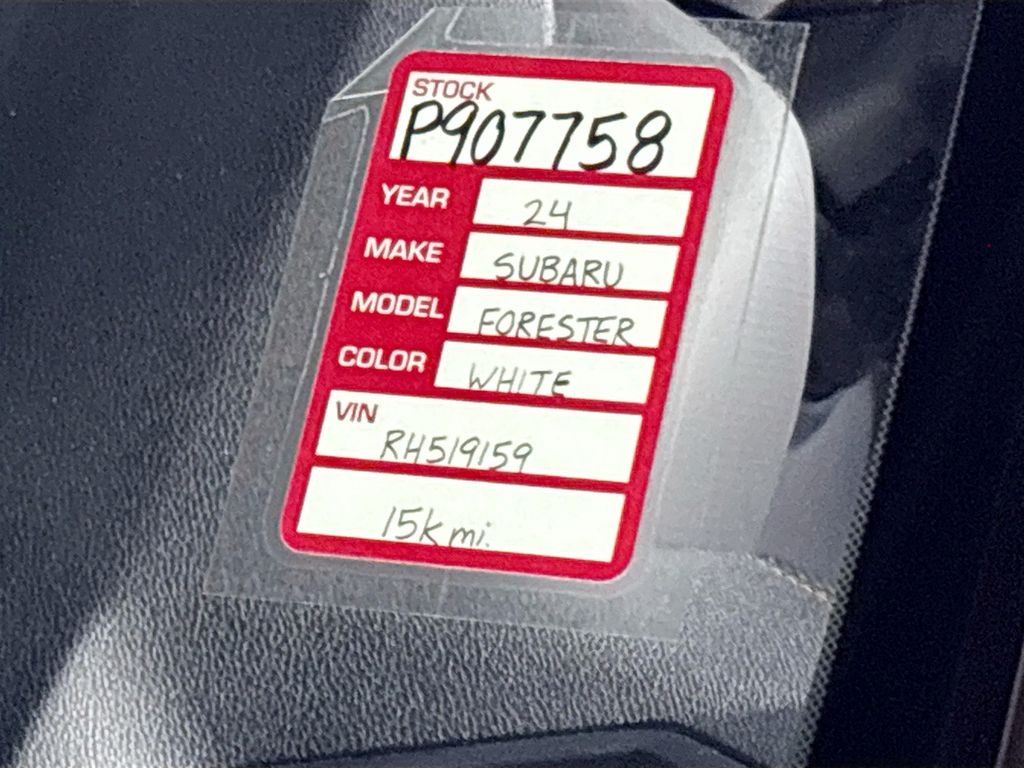 STOCK
P907758
YEAR 24
MAKE SUBARU
MODEL FORESTER
COLOR WHITE
VIN
RH519159
15k mi.